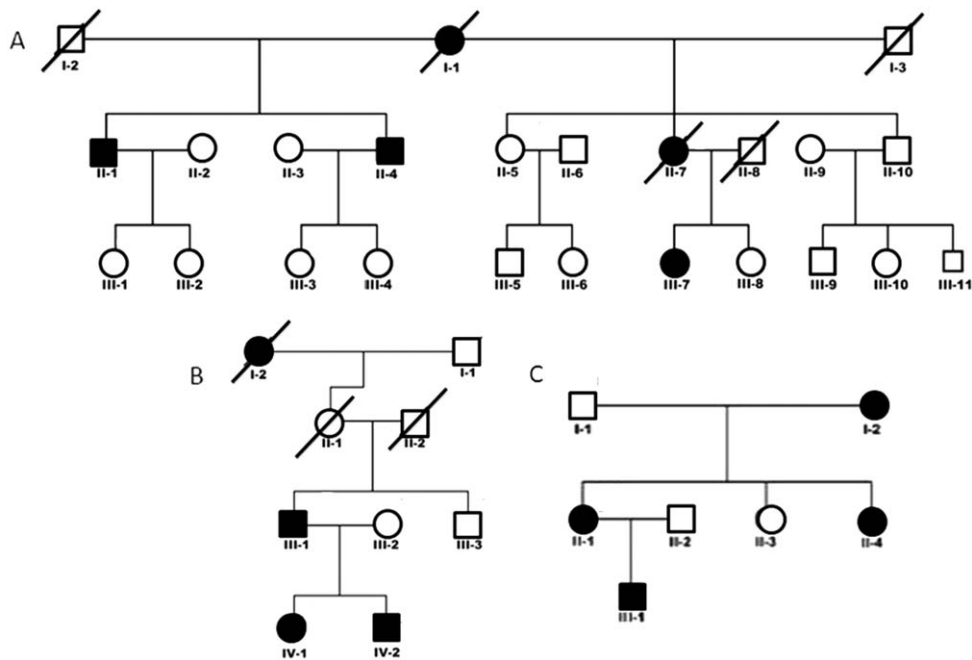 A
I-2
I-1
I-3
II-1
II-2
II-3
II-4
II-5
II-6
II-7
II-8
II-9
II-10
III-1
III-2
III-3
III-4
III-5
III-6
III-7
III-8
III-9
III-10
III-11
B
I-2
I-1
II-1
II-2
III-1
III-2
III-3
IV-1
IV-2
C
I-1
I-2
II-1
II-2
II-3
II-4
III-1